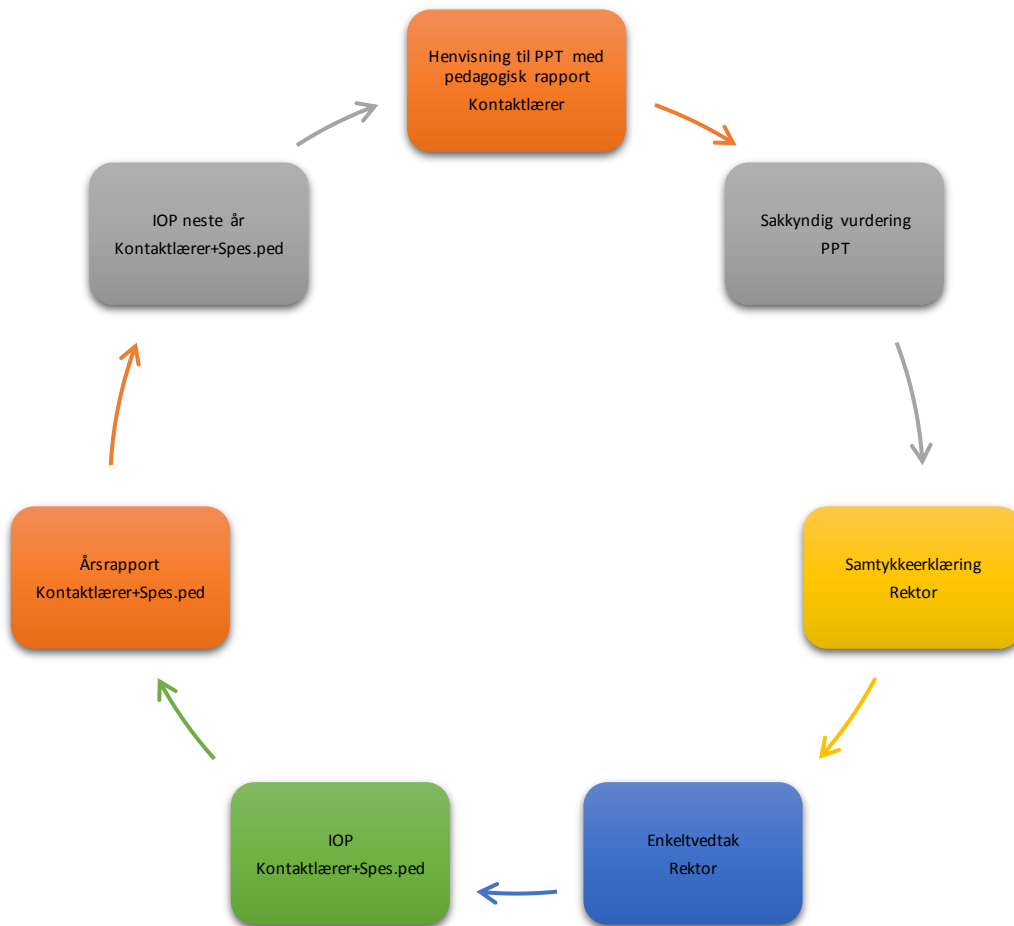 Henvisning til PPT med
pedagogisk rapport
Kontaktlærer
Sakkyndig vurdering
PPT
Samtykkeerklæring
Rektor
Enkeltvedtak
Rektor
IOP
Kontaktlærer+Spes.ped
Årsrapport
Kontaktlærer+Spes.ped
IOP neste år
Kontaktlærer+Spes.ped